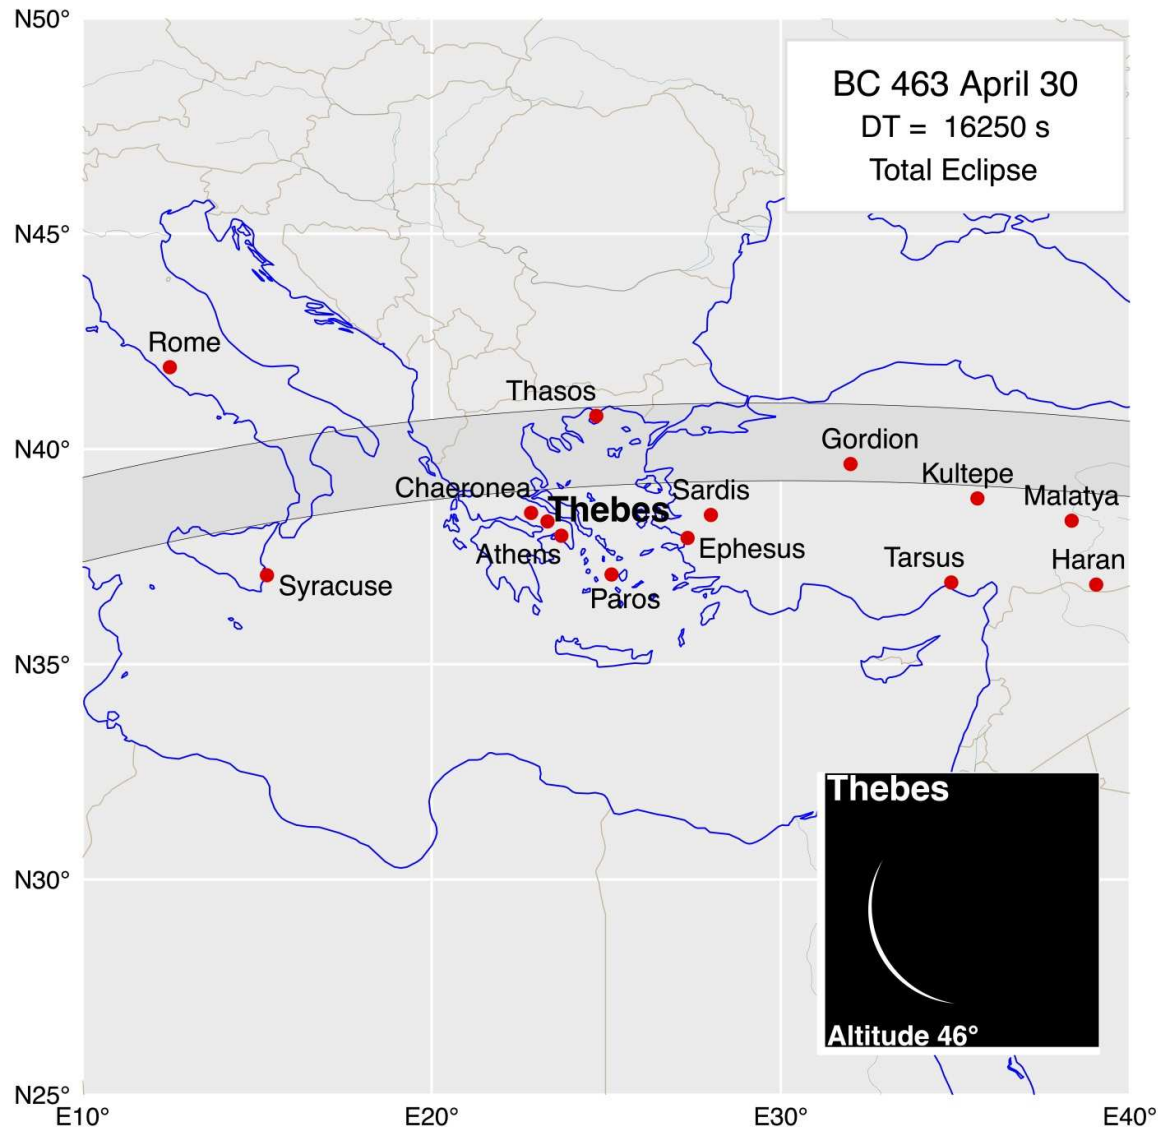 N50°
BC 463 April 30
DT = 16250 s
Total Eclipse
N45°
Rome
Thasos
N40°
Gordion
Kultepe
Chaeronea
Sardis
Malatya
Thebes
Athens
Ephesus
Tarsus
Haran
Syracuse
Paros
N35°
Thebes
N30°
Altitude 46°
N25°
E10°
E20°
E30°
E40°